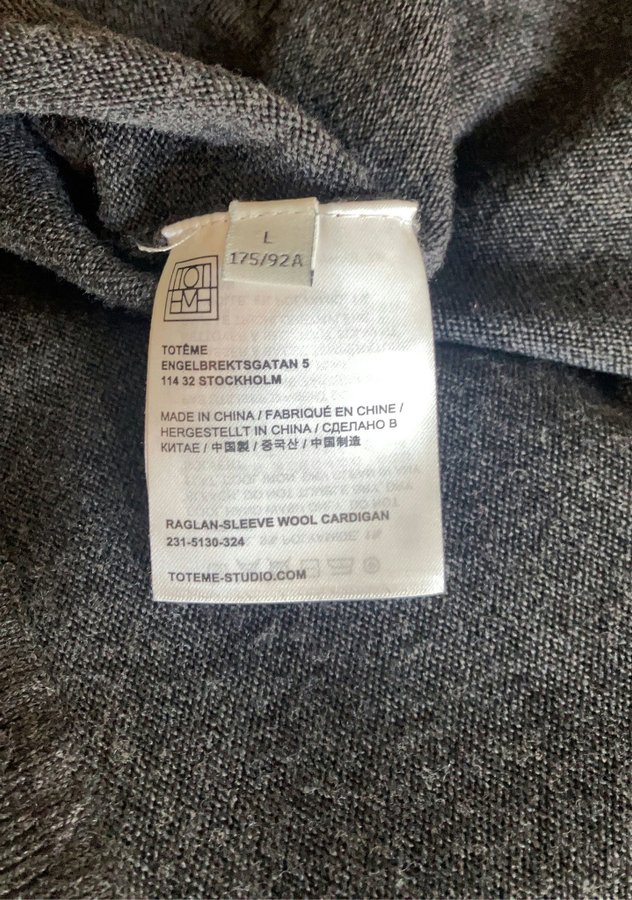 L
175/92A
TOT
EME
TOTÊME
ENGELBREKTSGATAN 5
114 32 STOCKHOLM
MADE IN CHINA / FABRIQUÉ EN CHINE /
HERGESTELLT IN CHINA / СДЕЛАНО В
КИТАЕ / 中国製 / 중국산 / 中国制造
RAGLAN-SLEEVE WOOL CARDIGAN
231-5130-324
TOTEME-STUDIO.COM